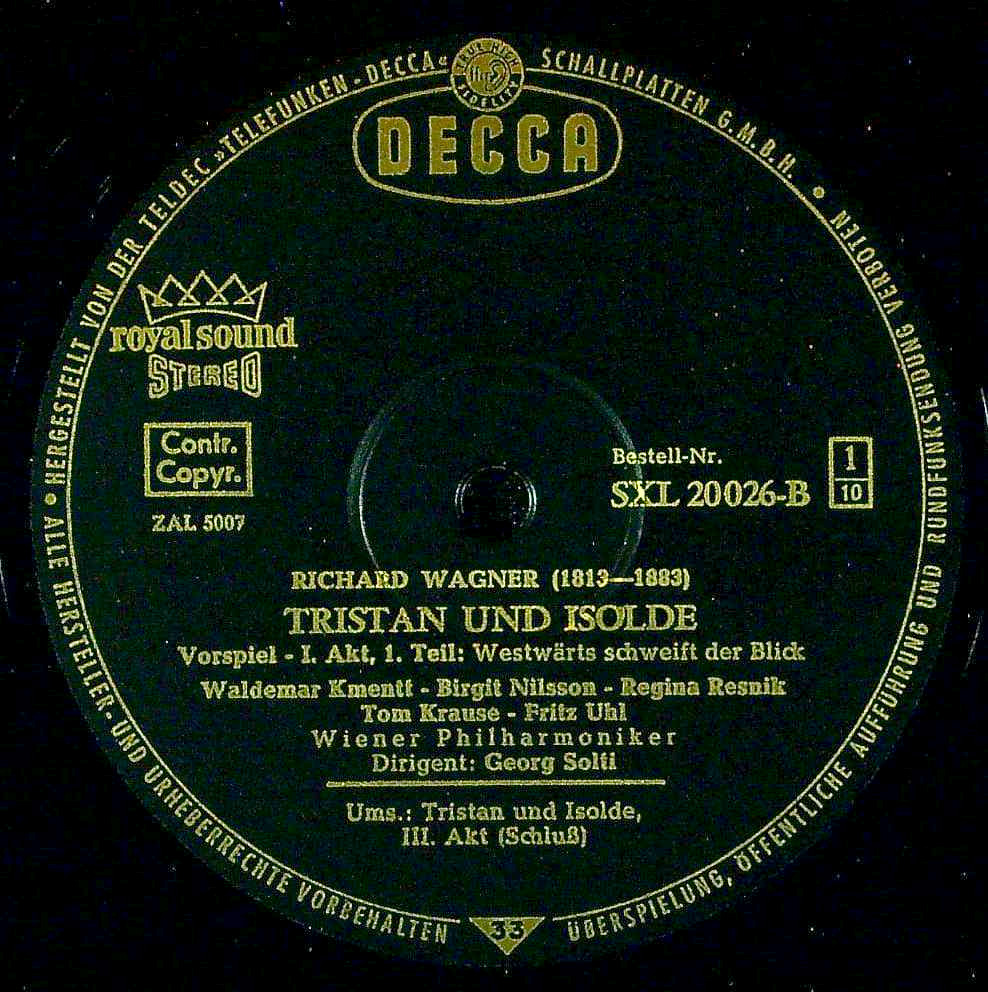 • HERGESTELLT VON DER TELDEC »TELEFUNKEN - DECCA« SCHALLPLATTEN G.M.B.H. •
TRUE HIGH
FIDELITY
DECCA
royal sound
STEREO
Contr.
Copyr.
ZAL 5007
Bestell-Nr.
SXL 20026-B
1
10
RICHARD WAGNER (1813—1883)
TRISTAN UND ISOLDE
Vorspiel - I. Akt, 1. Teil: Westwärts schweift der Blick
Waldemar Kmentt - Birgit Nilsson - Regina Resnik
Tom Krause - Fritz Uhl
Wiener Philharmoniker
Dirigent: Georg Solti
Ums.: Tristan und Isolde,
III. Akt (Schluß)
ALLE HERSTELLER- UND URHEBERRECHTE VORBEHALTEN
33
ÜBERSPIELUNG, ÖFFENTLICHE AUFFÜHRUNG UND RUNDFUNKSENDUNG VERBOTEN